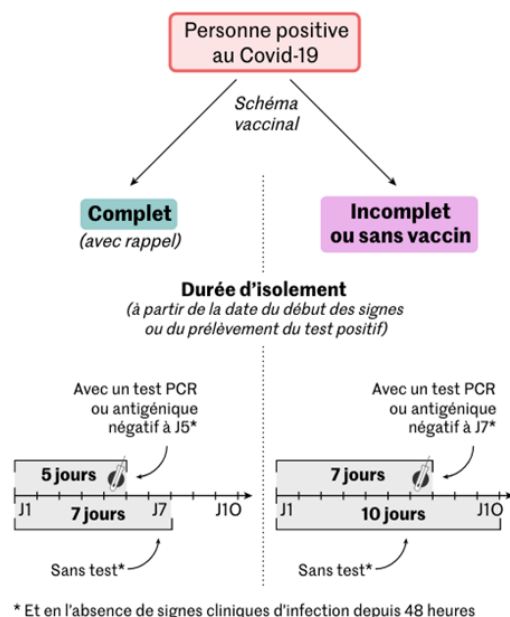 Personne positive
au Covid-19
Schéma
vaccinal
Complet
(avec rappel)
Incomplet
ou sans vaccin
Durée d'isolement
(à partir de la date du début des signes
ou du prélèvement du test positif)
Avec un test PCR
ou antigénique
négatif à J5*
5 jours
J1
J7
J10
7 jours
Sans test*
Avec un test PCR
ou antigénique
négatif à J7*
7 jours
J1
J10
10 jours
Sans test*
* Et en l'absence de signes cliniques d'infection depuis 48 heures